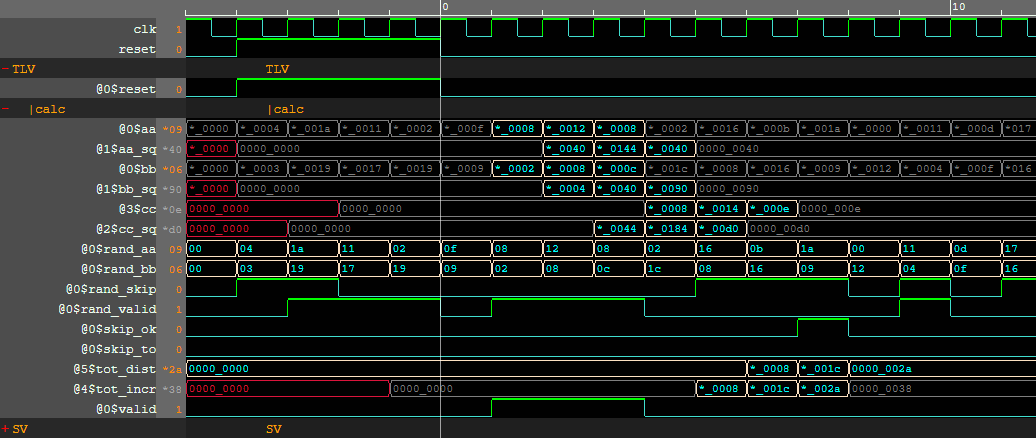 0 10
clk 1
reset 0
−TLV TLV
@0$reset 0
− |calc |calc
@0$aa *09 *_0000 *_0004 *_001a *_0011 *_0002 *_000f *_0008 *_0012 *_0008 *_0002 *_0016 *_000b *_001a *_0000 *_0011 *_000d *017
@1$aa_sq *40 *_0000 0000_0000 *_0040 *_0144 *_0040 0000_0040
@0$bb *06 *_0000 *_0003 *_0019 *_0017 *_0019 *_0009 *_0002 *_0008 *_000c *_001c *_0008 *_0016 *_0009 *_0012 *_0004 *_000f *016
@1$bb_sq *90 *_0000 0000_0000 *_0004 *_0040 *_0090 0000_0090
@3$cc *0e 0000_0000 0000_0000 *_0008 *_0014 *_000e 0000_000e
@2$cc_sq *d0 0000_0000 0000_0000 *_0044 *_0184 *_00d0 0000_00d0
@0$rand_aa 09 00 04 1a 11 02 0f 08 12 08 02 16 0b 1a 00 11 0d 17
@0$rand_bb 06 00 03 19 17 19 09 02 08 0c 1c 08 16 09 12 04 0f 16
@0$rand_skip 0
@0$rand_valid 1
@0$skip_ok 0
@0$skip_to 0
@5$tot_dist *2a 0000_0000 *_0008 *_001c 0000_002a
@4$tot_incr *38 0000_0000 0000_0000 *_0008 *_001c *_002a 0000_0038
@0$valid 1
+SV SV